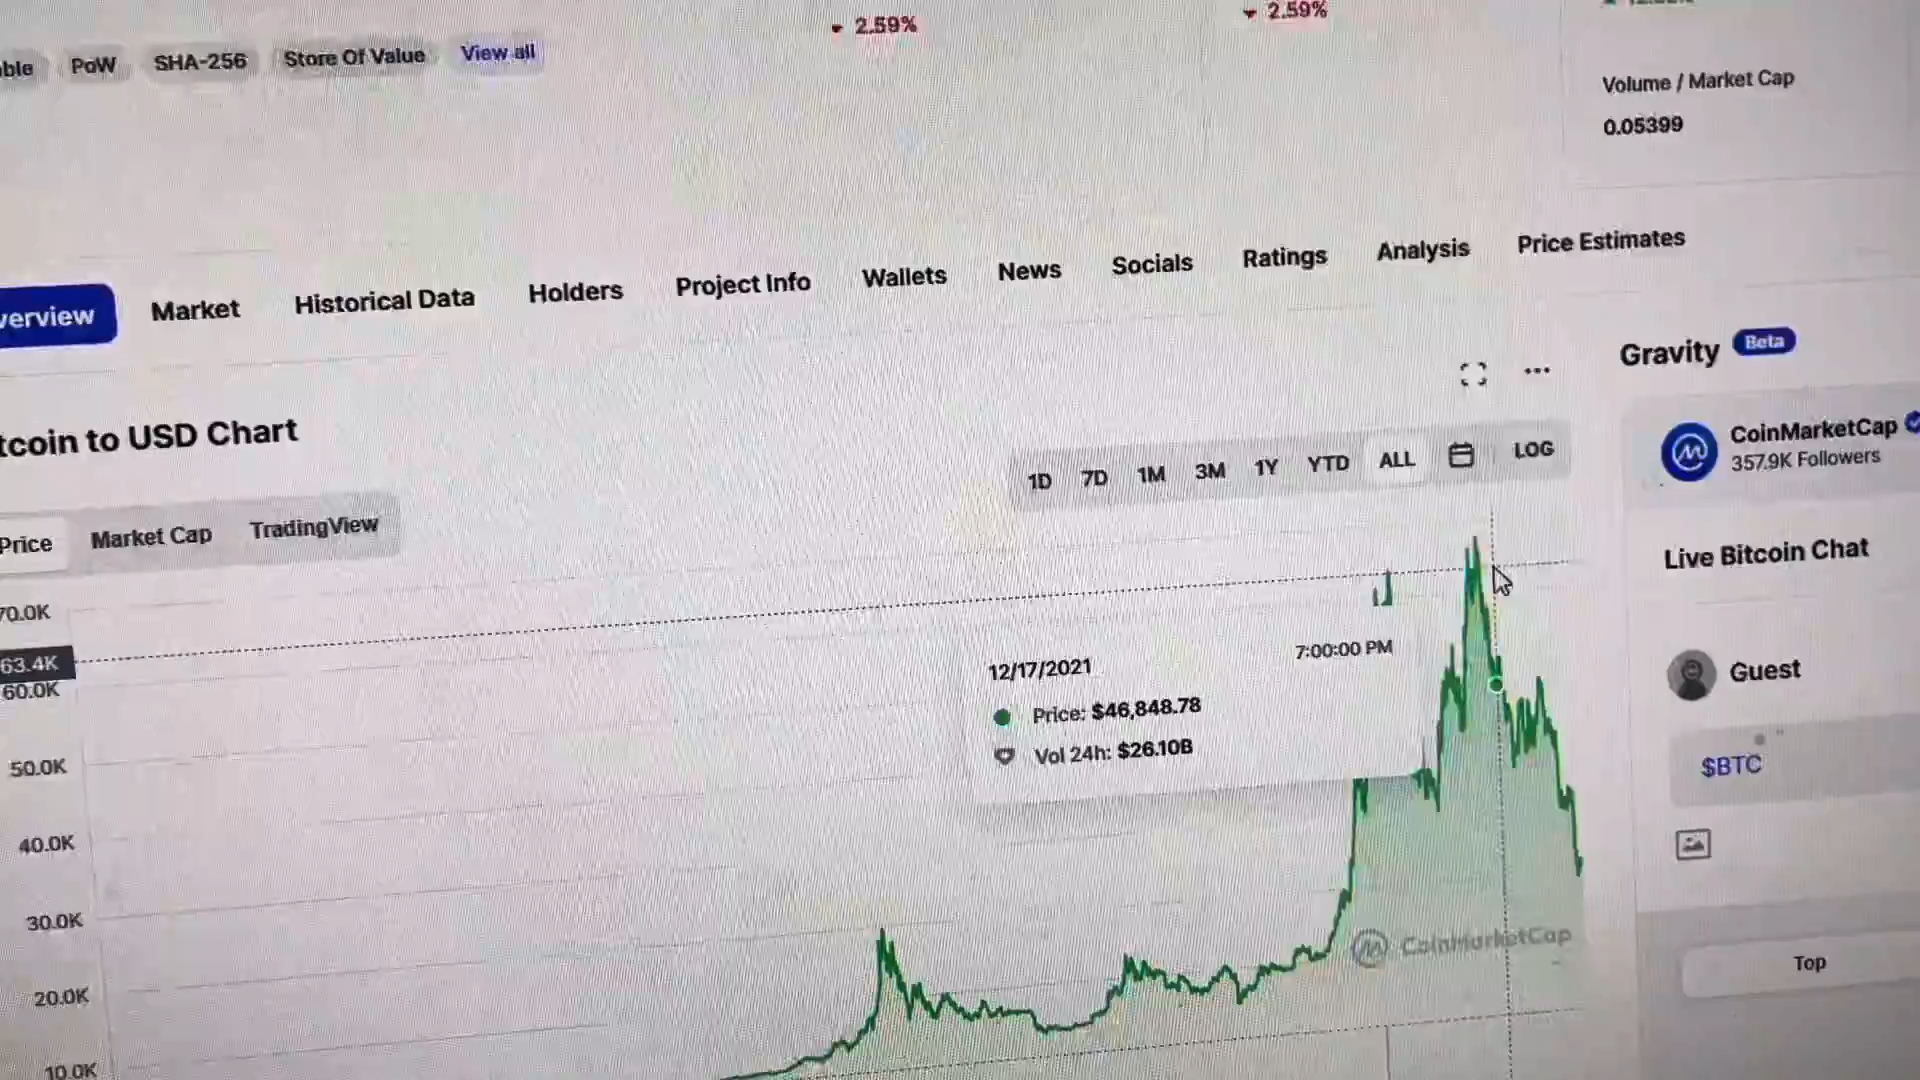 2.59%
2.59%
ble PoW SHA-256 Store Of Value View all
Volume / Market Cap
0.05399
verview Market Historical Data Holders Project Info Wallets News Socials Ratings Analysis Price Estimates
Gravity Beta
tcoin to USD Chart
CoinMarketCap
357.9K Followers
1D 7D 1M 3M 1Y YTD ALL LOG
Price Market Cap TradingView
Live Bitcoin Chat
70.0K
63.4K
60.0K
12/17/2021 7:00:00 PM
Price: $46,848.78
Vol 24h: $26.10B
Guest
$BTC
50.0K
40.0K
30.0K
CoinMarketCap
Top
20.0K
10.0K